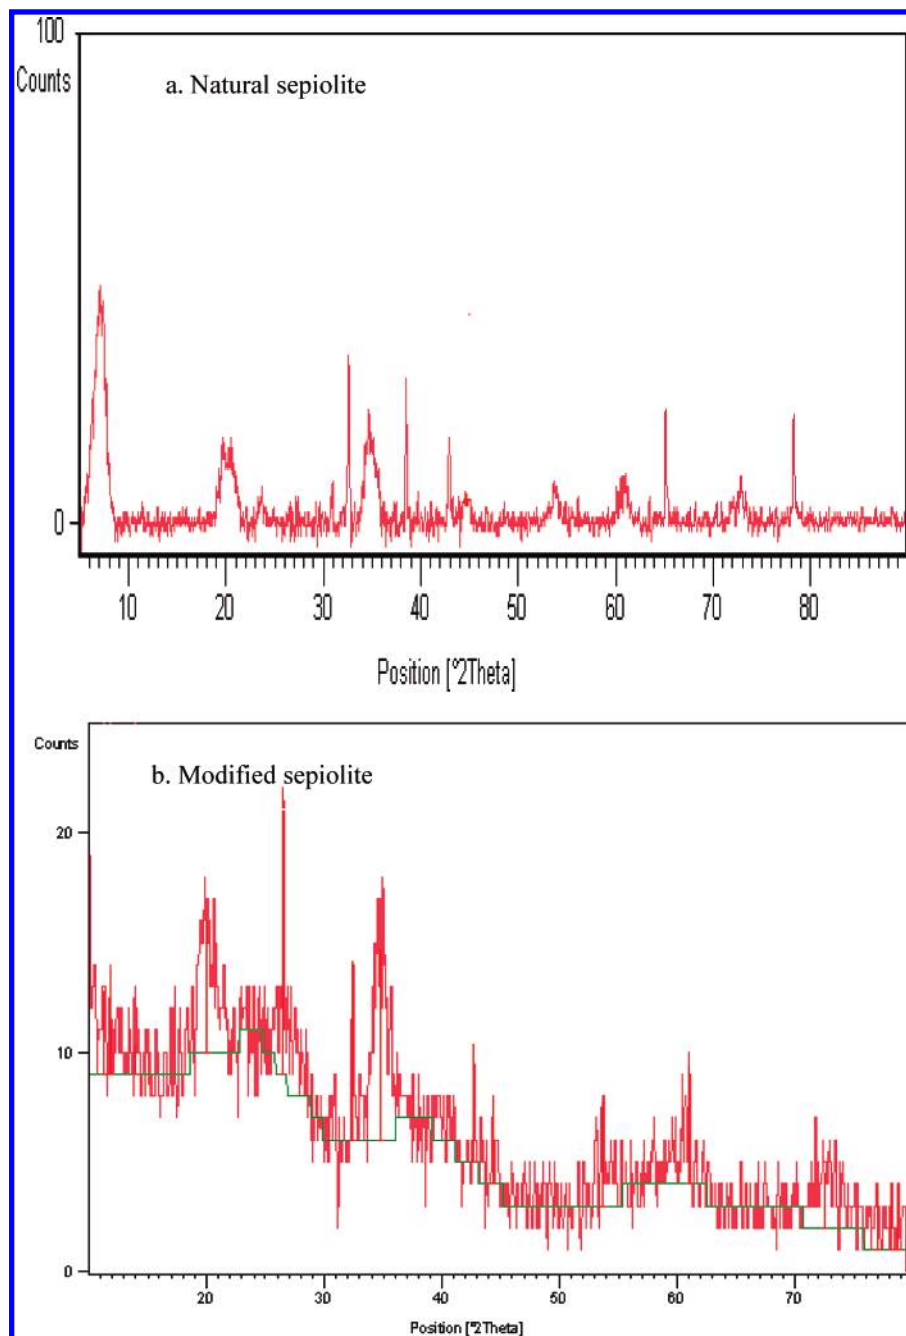 100
Counts
a. Natural sepiolite
0
10 20 30 40 50 60 70 80
Position [°2Theta]
Counts
b. Modified sepiolite
20
10
0
20 30 40 50 60 70
Position [°2Theta]